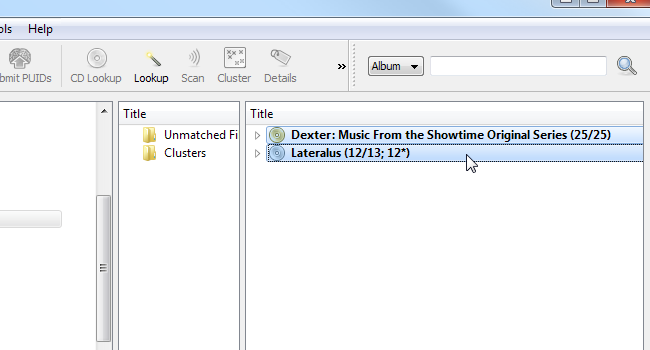 ols Help
bmit PUIDs CD Lookup Lookup Scan Cluster Details » Album
Title Title
Unmatched Fi Dexter: Music From the Showtime Original Series (25/25)
Clusters Lateralus (12/13; 12*)